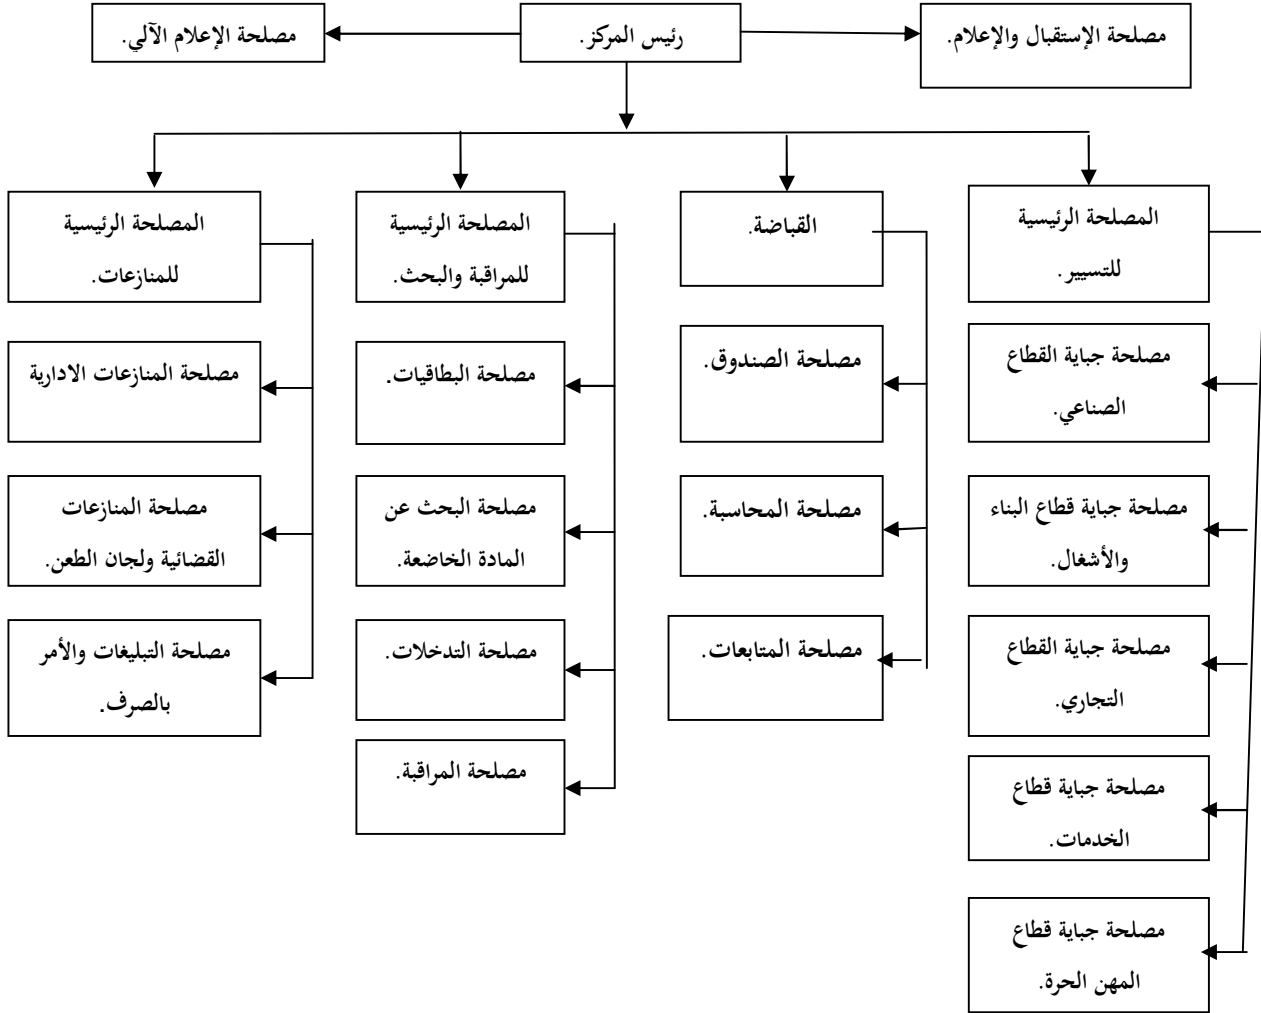 مصلحة الإستقبال والإعلام.
رئيس المركز.
مصلحة الإعلام الآلي.
المصلحة الرئيسية
للتسيير.
القباضة.
المصلحة الرئيسية
للمراقبة والبحث.
المصلحة الرئيسية
للمنازعات.
مصلحة جباية القطاع
الصناعي.
مصلحة الصندوق.
مصلحة البطاقيات.
مصلحة المنازعات الادارية
مصلحة جباية قطاع البناء
والأشغال.
مصلحة المحاسبة.
مصلحة البحث عن
المادة الخاضعة.
مصلحة المنازعات
القضائية ولجان الطعن.
مصلحة جباية القطاع
التجاري.
مصلحة المتابعات.
مصلحة التدخلات.
مصلحة التبليغات والأمر
بالصرف.
مصلحة جباية قطاع
الخدمات.
مصلحة المراقبة.
مصلحة جباية قطاع
المهن الحرة.